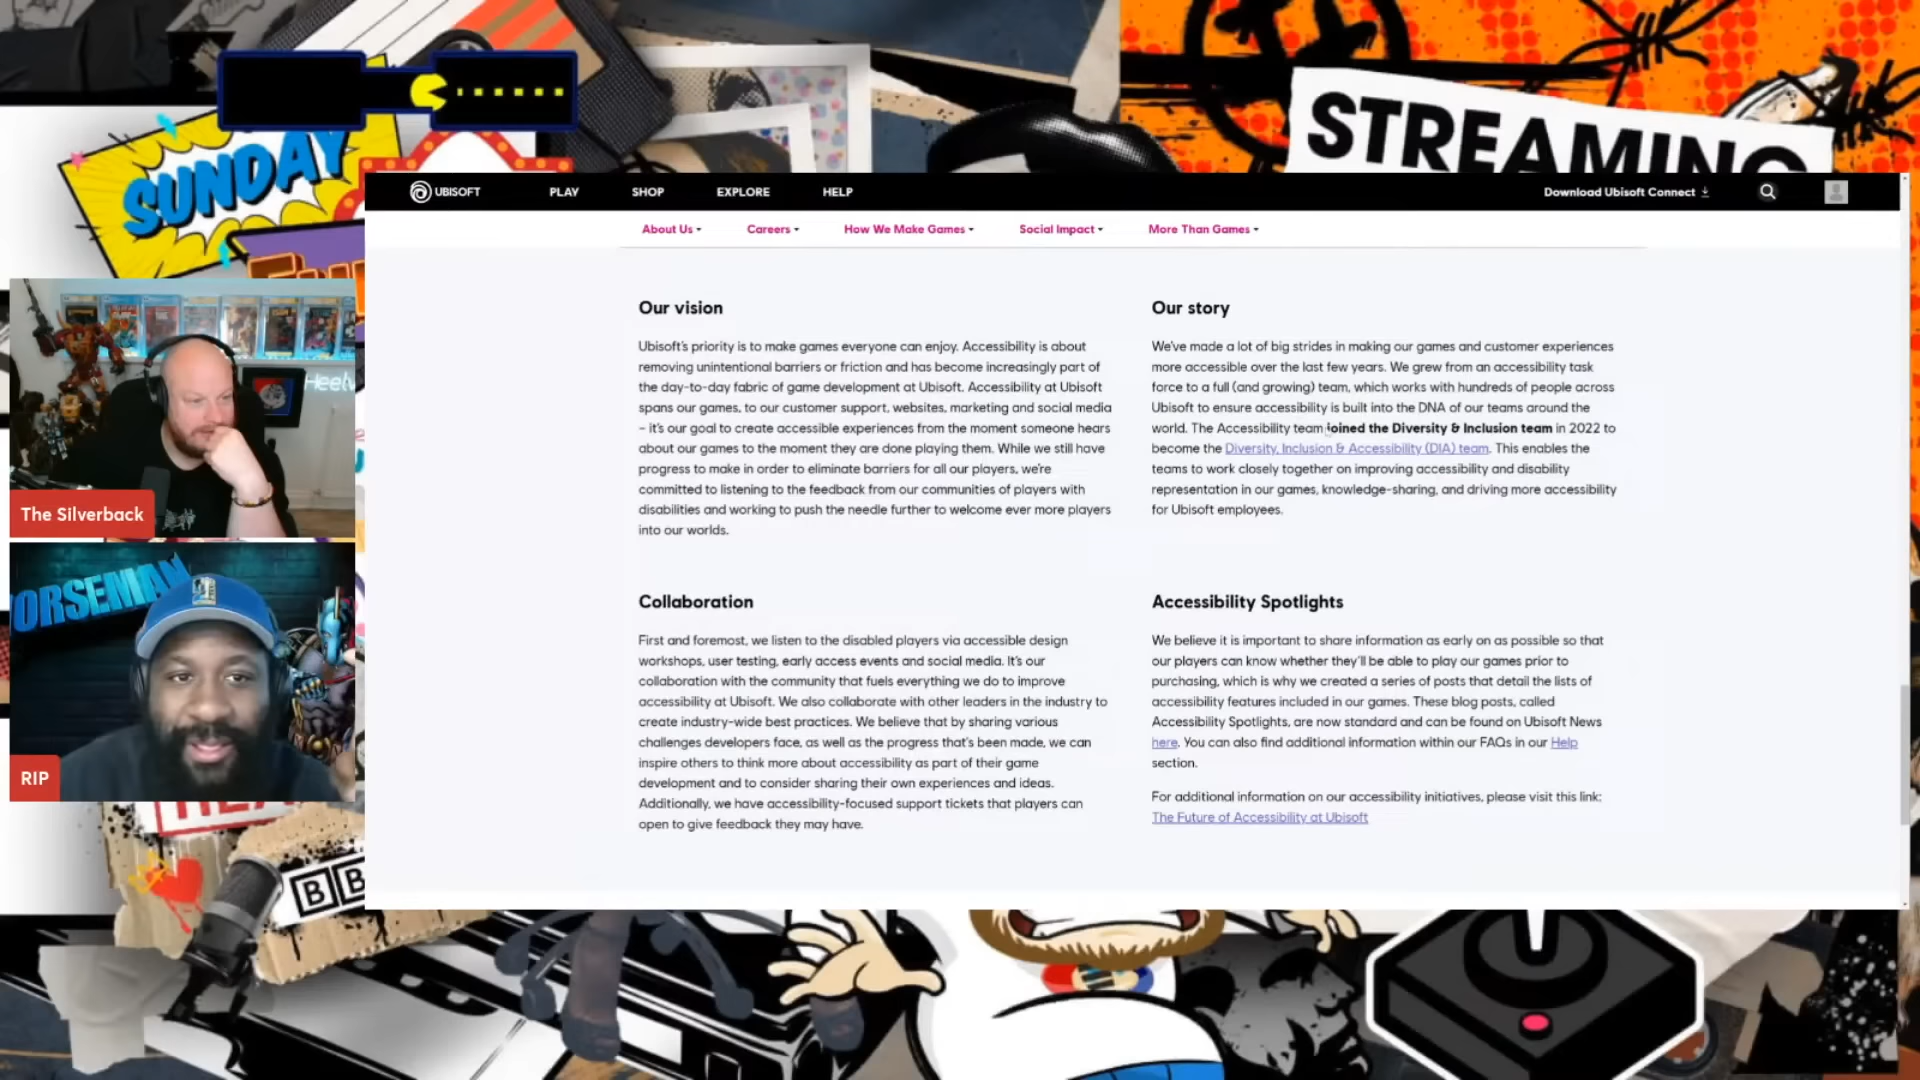 SUNDAY
STREAMING
UBISOFT
PLAY
SHOP
EXPLORE
HELP
Download Ubisoft Connect
About Us
Careers
How We Make Games
Social Impact
More Than Games
Our vision
Ubisoft's priority is to make games everyone can enjoy. Accessibility is about
removing unintentional barriers or friction and has become increasingly part of
the day-to-day fabric of game development at Ubisoft. Accessibility at Ubisoft
spans our games, to our customer support, websites, marketing and social media
– it's our goal to create accessible experiences from the moment someone hears
about our games to the moment they are done playing them. While we still have
progress to make in order to eliminate barriers for all our players, we're
committed to listening to the feedback from our communities of players with
disabilities and working to push the needle further to welcome ever more players
into our worlds.
Our story
We've made a lot of big strides in making our games and customer experiences
more accessible over the last few years. We grew from an accessibility task
force to a full (and growing) team, which works with hundreds of people across
Ubisoft to ensure accessibility is built into the DNA of our teams around the
world. The Accessibility team joined the Diversity & Inclusion team in 2022 to
become the Diversity, Inclusion & Accessibility (DIA) team. This enables the
teams to work closely together on improving accessibility and disability
representation in our games, knowledge-sharing, and driving more accessibility
for Ubisoft employees.
Collaboration
First and foremost, we listen to the disabled players via accessible design
workshops, user testing, early access events and social media. It's our
collaboration with the community that fuels everything we do to improve
accessibility at Ubisoft. We also collaborate with other leaders in the industry to
create industry-wide best practices. We believe that by sharing various
challenges developers face, as well as the progress that's been made, we can
inspire others to think more about accessibility as part of their game
development and to consider sharing their own experiences and ideas.
Additionally, we have accessibility-focused support tickets that players can
open to give feedback they may have.
Accessibility Spotlights
We believe it is important to share information as early on as possible so that
our players can know whether they'll be able to play our games prior to
purchasing, which is why we created a series of posts that detail the lists of
accessibility features included in our games. These blog posts, called
Accessibility Spotlights, are now standard and can be found on Ubisoft News
here. You can also find additional information within our FAQs in our Help
section.
For additional information on our accessibility initiatives, please visit this link:
The Future of Accessibility at Ubisoft
Heelv
The Silverback
ORSEMAN
RIP
BB